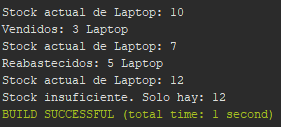 Stock actual de Laptop: 10
Vendidos: 3 Laptop
Stock actual de Laptop: 7
Reabastecidos: 5 Laptop
Stock actual de Laptop: 12
Stock insuficiente. Solo hay: 12
BUILD SUCCESSFUL (total time: 1 second)